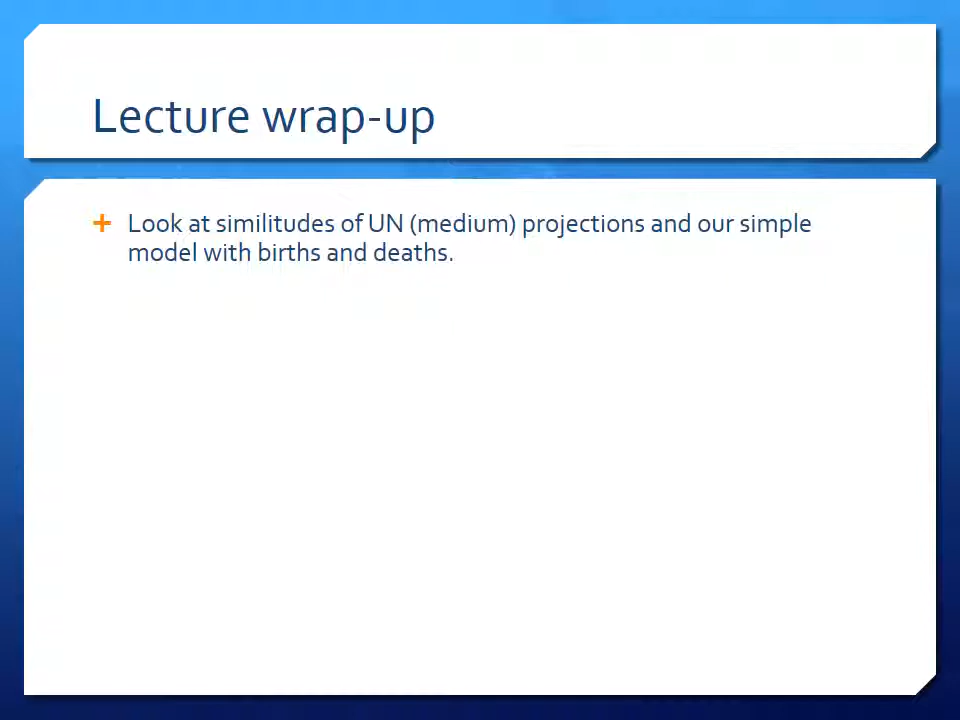 Lecture wrap-up
Look at similitudes of UN (medium) projections and our simple
model with births and deaths.